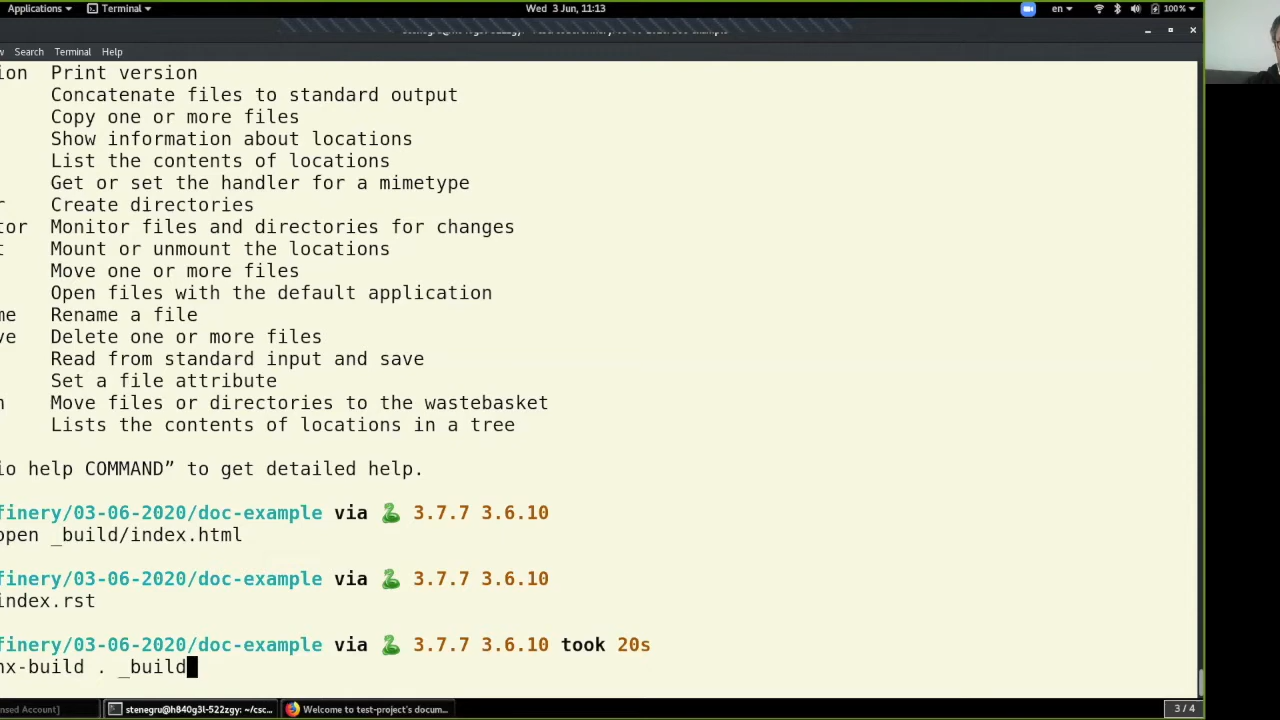 Applications
Terminal
Wed 3 Jun, 11:13
en
100%
w Search Terminal Help
ion Print version
Concatenate files to standard output
Copy one or more files
Show information about locations
List the contents of locations
Get or set the handler for a mimetype
r Create directories
tor Monitor files and directories for changes
t Mount or unmount the locations
Move one or more files
Open files with the default application
me Rename a file
ve Delete one or more files
Read from standard input and save
Set a file attribute
h Move files or directories to the wastebasket
Lists the contents of locations in a tree
io help COMMAND” to get detailed help.
finery/03-06-2020/doc-example via 3.7.7 3.6.10
open _build/index.html
finery/03-06-2020/doc-example via 3.7.7 3.6.10
index.rst
finery/03-06-2020/doc-example via 3.7.7 3.6.10 took 20s
nx-build . _build
nsed Account]
stenegru@h840g3l-522zgy: ~/csc...
Welcome to test-project's docum...
3 / 4